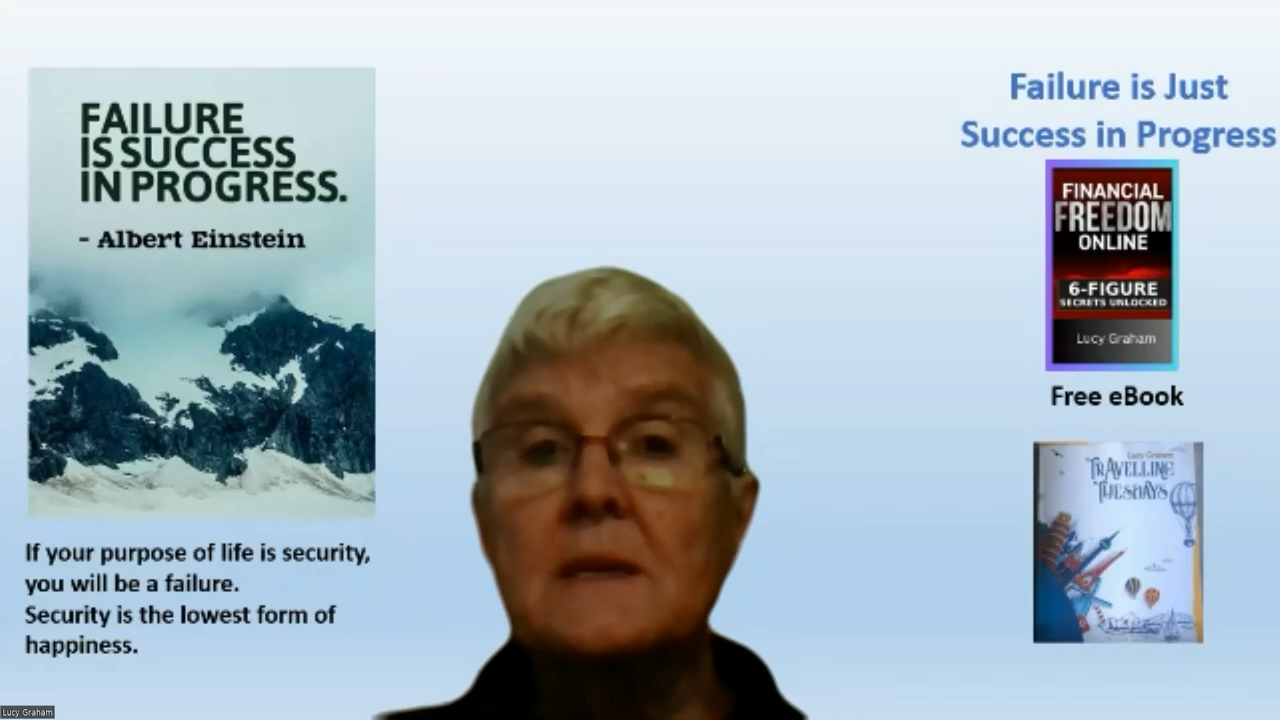 FAILURE
IS SUCCESS
IN PROGRESS.
- Albert Einstein
If your purpose of life is security,
you will be a failure.
Security is the lowest form of
happiness.
Failure is Just
Success in Progress
FINANCIAL
FREEDOM
ONLINE
6-FIGURE
SECRETS UNLOCKED
Lucy Graham
Free eBook
Lucy Graham
TRAVELLING
TUESDAYS
Lucy Graham